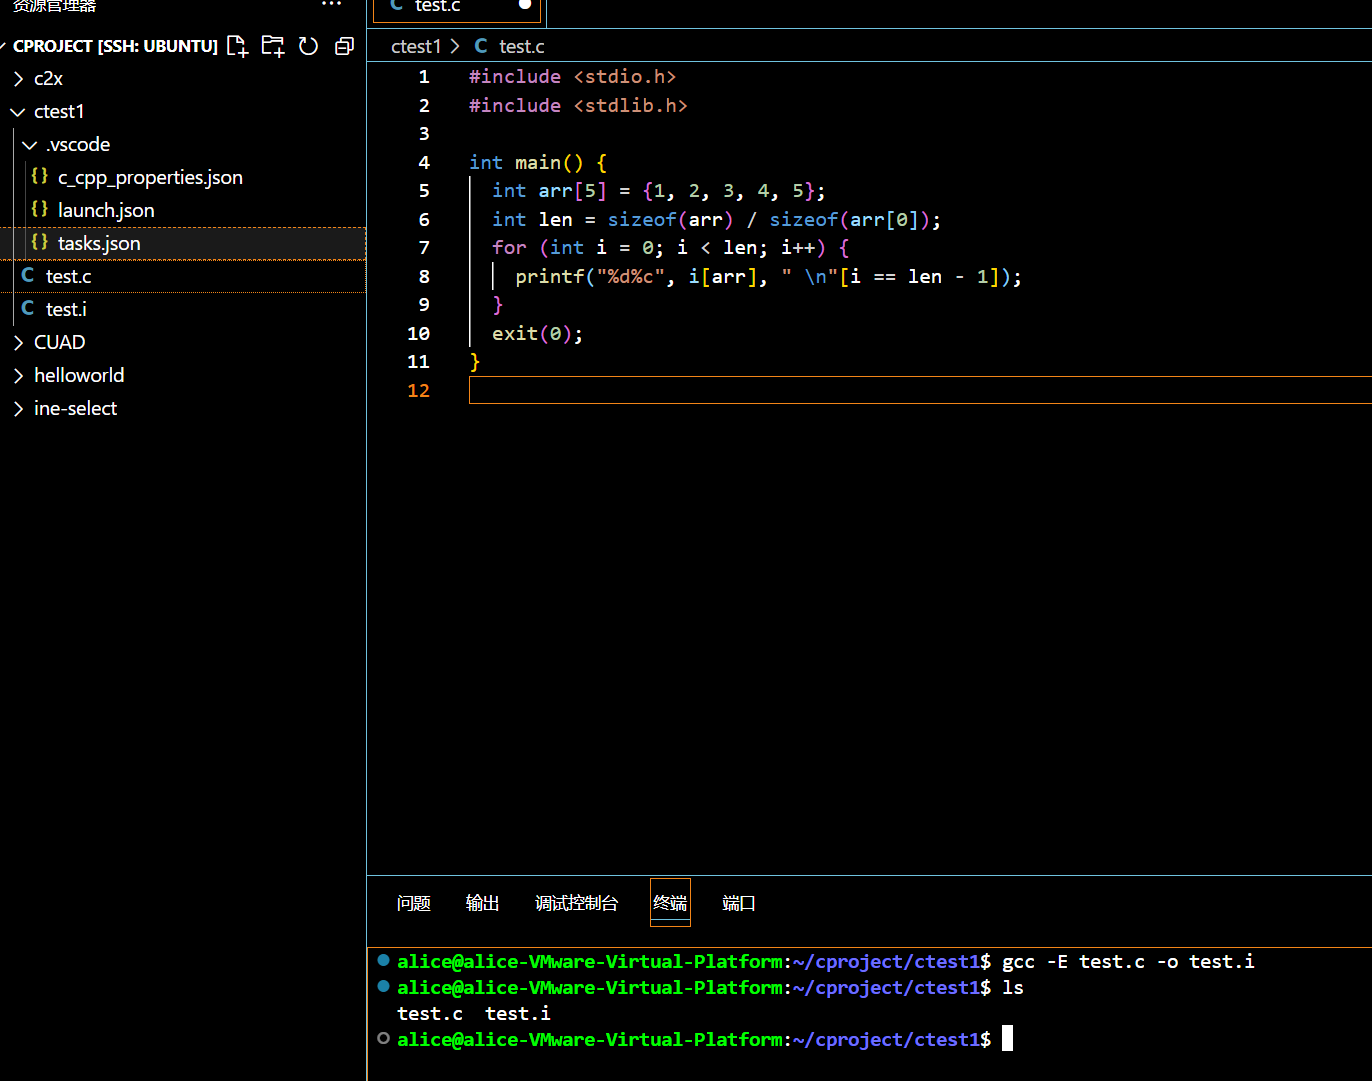 资源管理器 ···
CPROJECT [SSH: UBUNTU]
c2x
ctest1
.vscode
{} c_cpp_properties.json
{} launch.json
{} tasks.json
C test.c
C test.i
CUAD
helloworld
ine-select
C test.c
ctest1 > C test.c
1 #include <stdio.h>
2 #include <stdlib.h>
3
4 int main() {
5 int arr[5] = {1, 2, 3, 4, 5};
6 int len = sizeof(arr) / sizeof(arr[0]);
7 for (int i = 0; i < len; i++) {
8 printf("%d%c", i[arr], " \n"[i == len - 1]);
9 }
10 exit(0);
11 }
12
问题 输出 调试控制台 终端 端口
alice@alice-VMware-Virtual-Platform:~/cproject/ctest1$ gcc -E test.c -o test.i
alice@alice-VMware-Virtual-Platform:~/cproject/ctest1$ ls
test.c test.i
alice@alice-VMware-Virtual-Platform:~/cproject/ctest1$